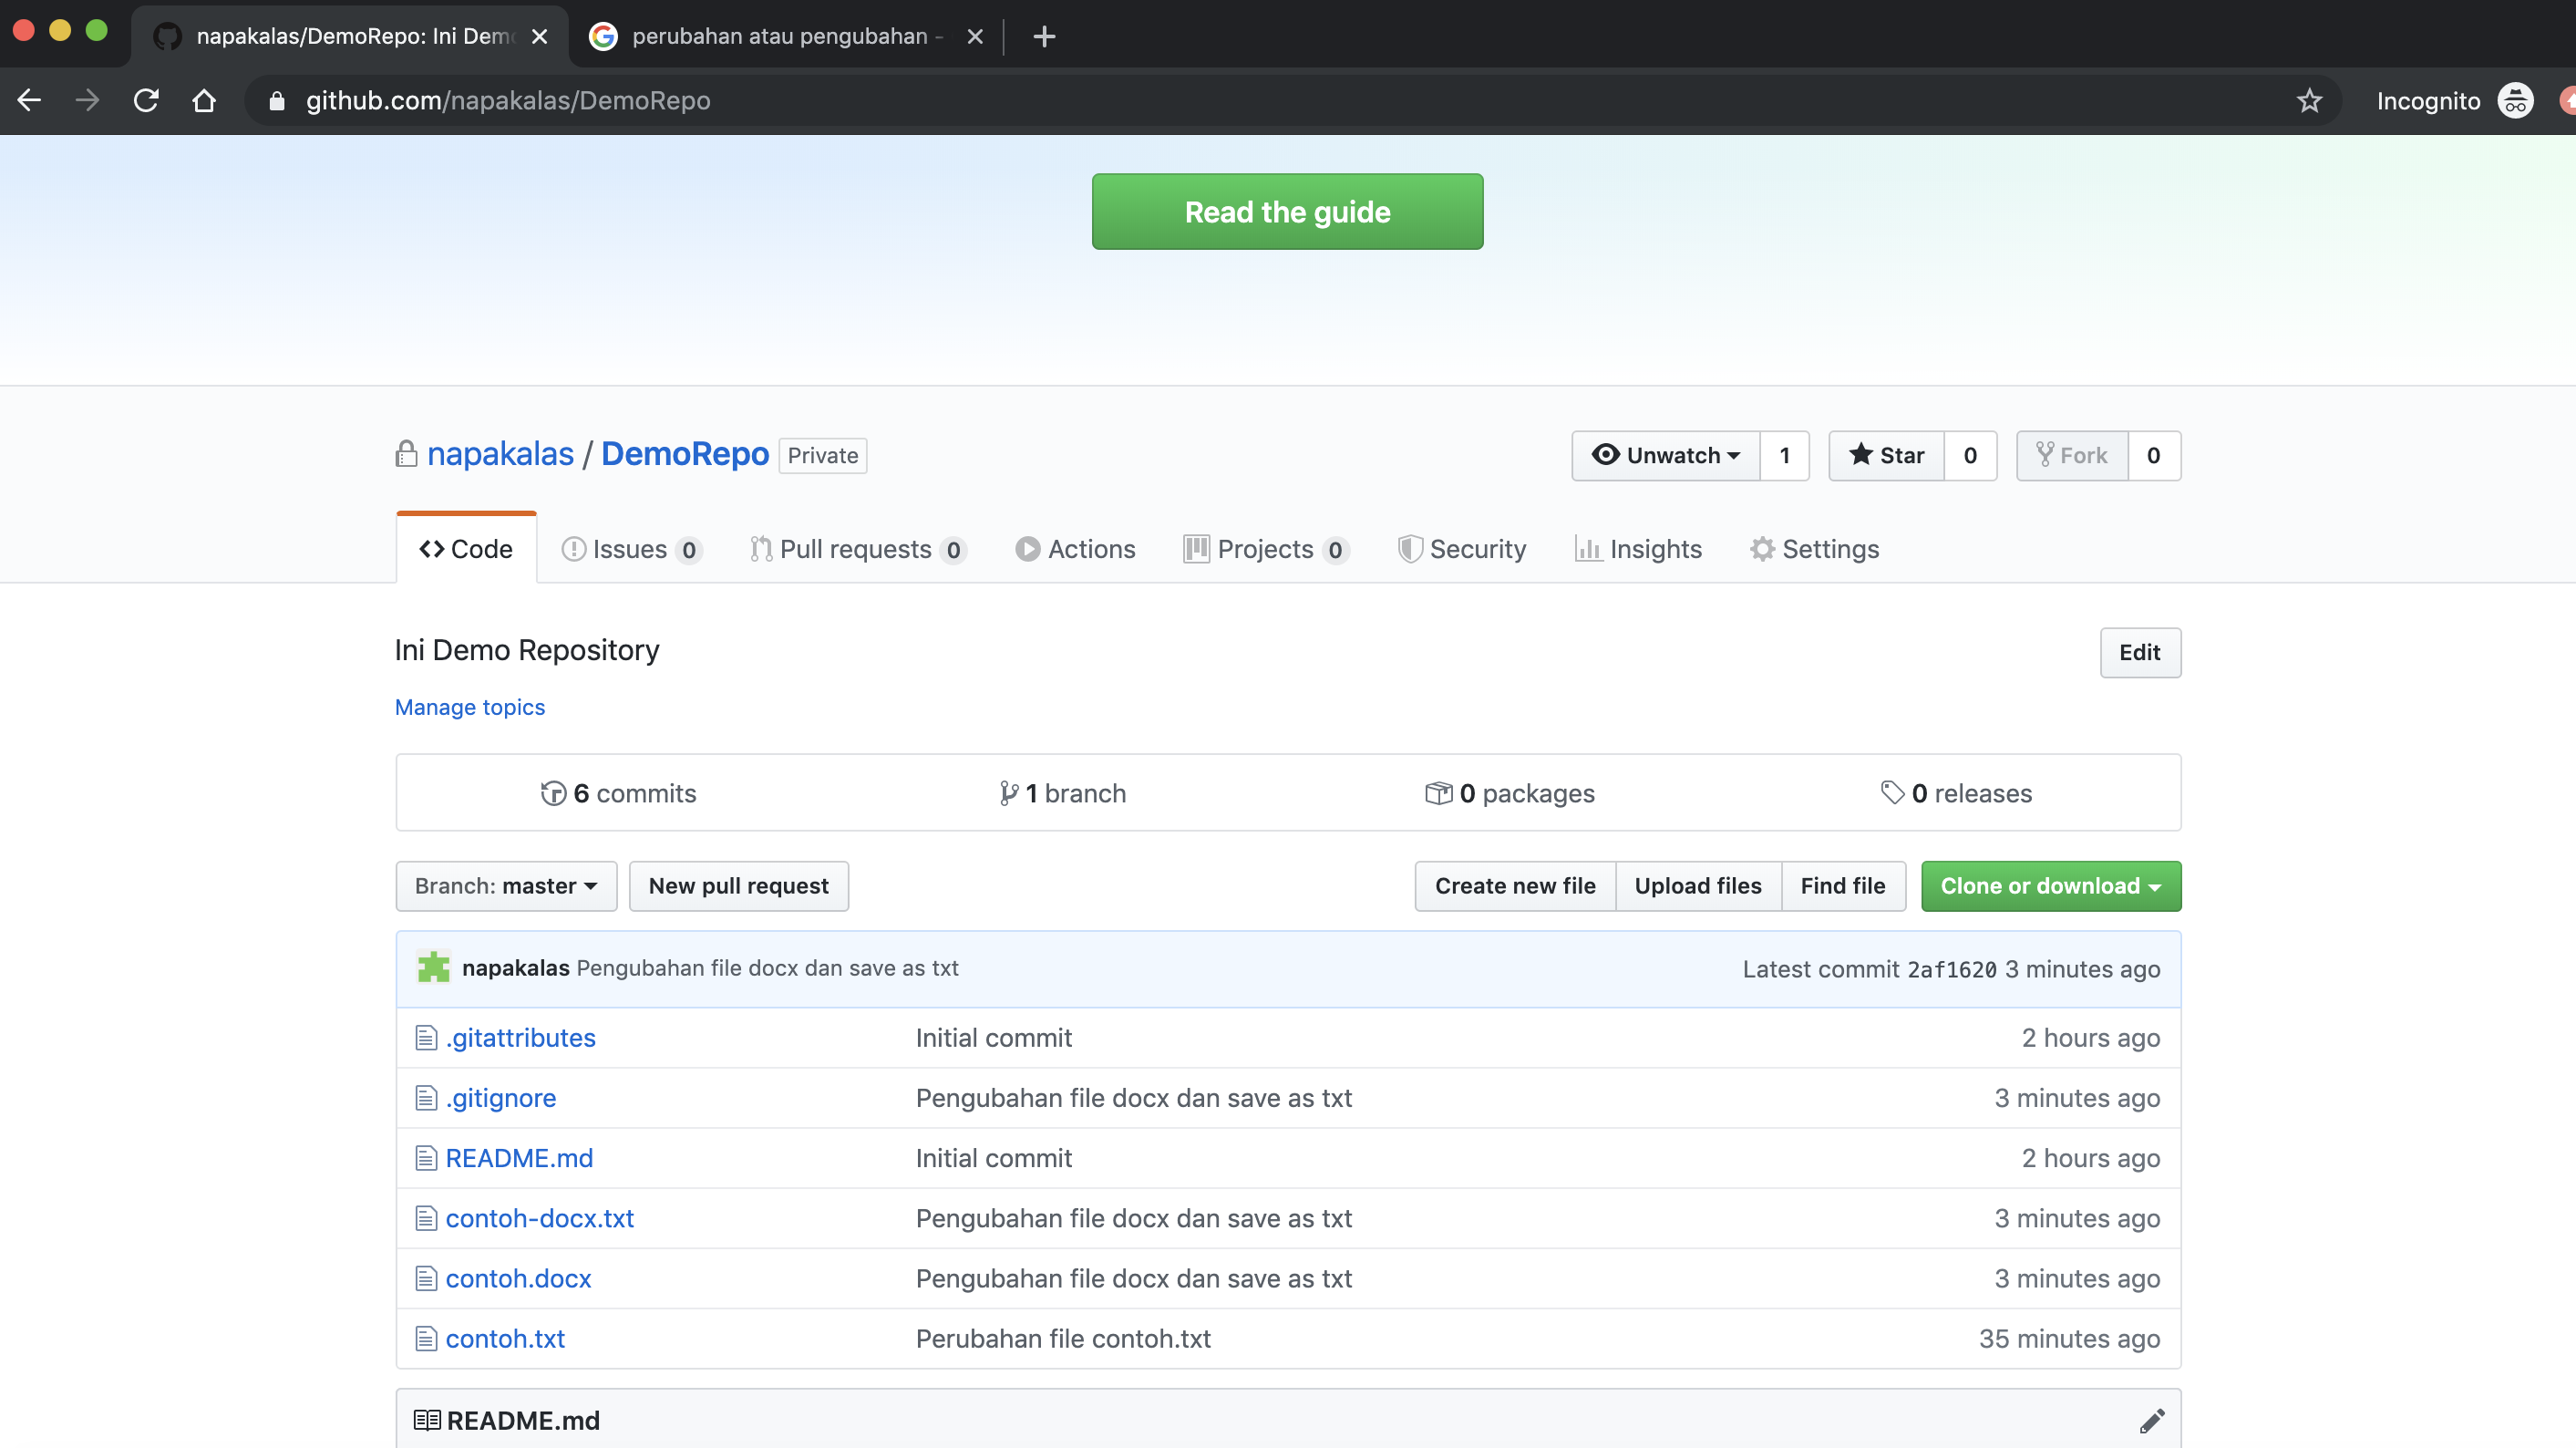 napakalas/DemoRepo: Ini Dem
perubahan atau pengubahan -
github.com/napakalas/DemoRepo
Incognito
Read the guide
napakalas / DemoRepo Private
Unwatch 1
Star 0
Fork 0
Code
Issues 0
Pull requests 0
Actions
Projects 0
Security
Insights
Settings
Ini Demo Repository
Edit
Manage topics
6 commits
1 branch
0 packages
0 releases
Branch: master
New pull request
Create new file
Upload files
Find file
Clone or download
napakalas Pengubahan file docx dan save as txt
Latest commit 2af1620 3 minutes ago
.gitattributes Initial commit 2 hours ago
.gitignore Pengubahan file docx dan save as txt 3 minutes ago
README.md Initial commit 2 hours ago
contoh-docx.txt Pengubahan file docx dan save as txt 3 minutes ago
contoh.docx Pengubahan file docx dan save as txt 3 minutes ago
contoh.txt Perubahan file contoh.txt 35 minutes ago
README.md